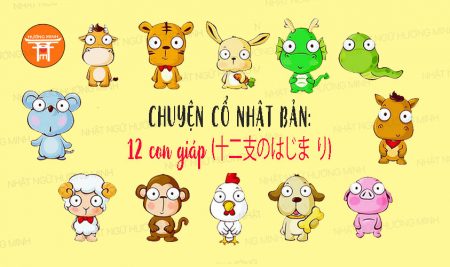 HƯỚNG MINH
CHUYỆN CỔ NHẬT BẢN:
12 con giáp (十二支のはじま り)
NHẬT NGỮ HƯỚNG MINH